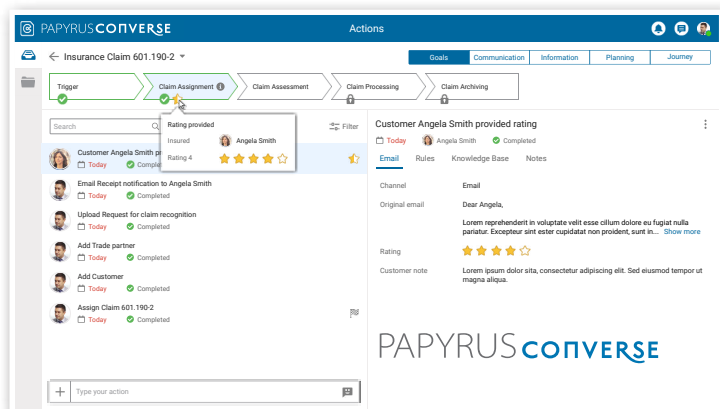 PAPYRUS CONVERSE
Actions
Insurance Claim 601.190-2
Goals Communication Information Planning Journey
Trigger Claim Assignment Claim Assessment Claim Processing Claim Archiving
Search
Filter
Rating provided
Insured Angela Smith
Rating 4
Customer Angela Smith pr
Today Completed
Email Receipt notification to Angela Smith
Today Completed
Upload Request for claim recognition
Today Completed
Add Trade partner
Today Completed
Add Customer
Today Completed
Assign Claim 601.190-2
Today Completed
Type your action
Customer Angela Smith provided rating
Today Angela Smith Completed
Email Rules Knowledge Base Notes
Channel Email
Original email Dear Angela,
Lorem reprehenderit in voluptate velit esse cillum dolore eu fugiat nulla
pariatur. Excepteur sint ester cupidatat non proident, sunt in... Show more
Rating
Customer note Lorem ipsum dolor sita, consectetur adipiscing elit. Sed eiusmod tempor ut
magna aliqua.
PAPYRUS CONVERSE